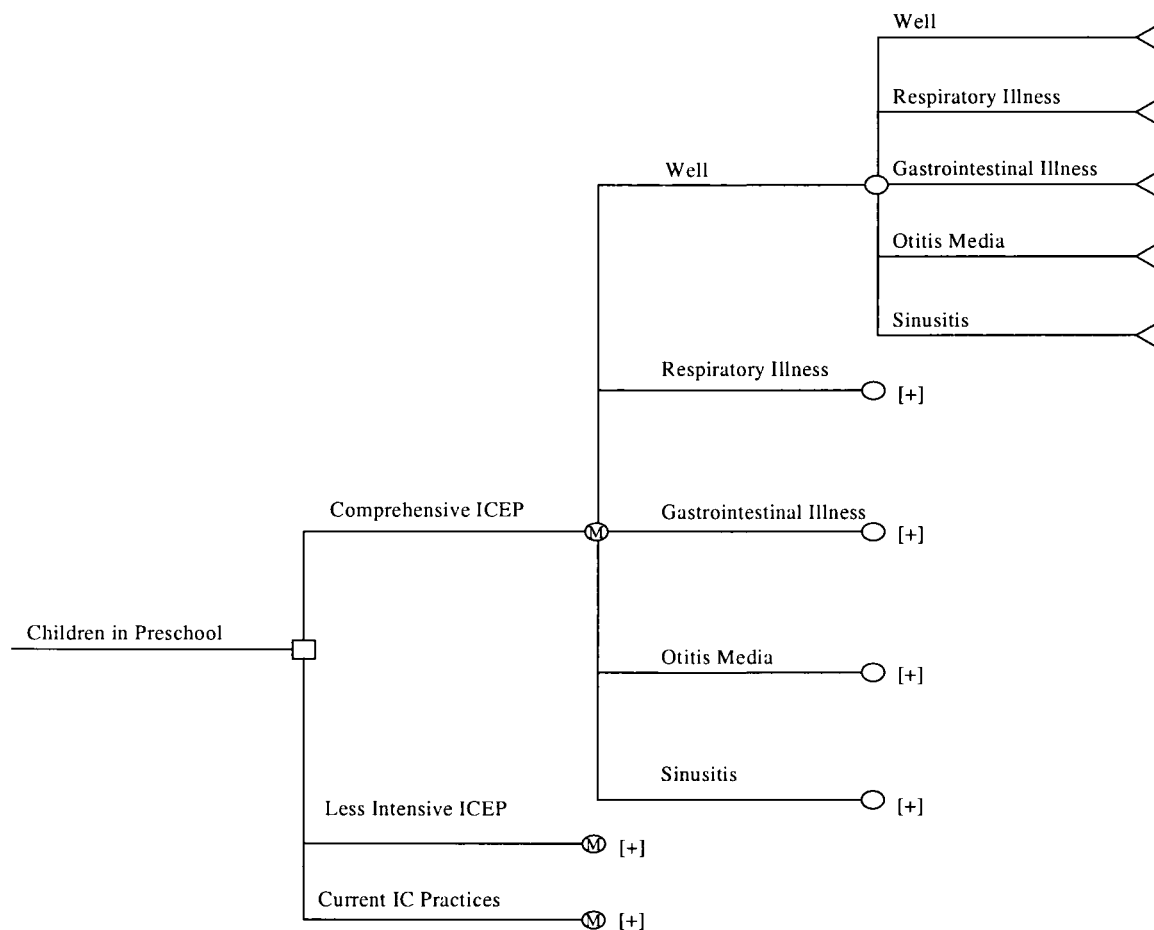 Well
Respiratory Illness
Well
Gastrointestinal Illness
Otitis Media
Sinusitis
Respiratory Illness
[+]
Comprehensive ICEP
Gastrointestinal Illness
M
[+]
Children in Preschool
Otitis Media
[+]
Sinusitis
[+]
Less Intensive ICEP
M
[+]
Current IC Practices
M
[+]